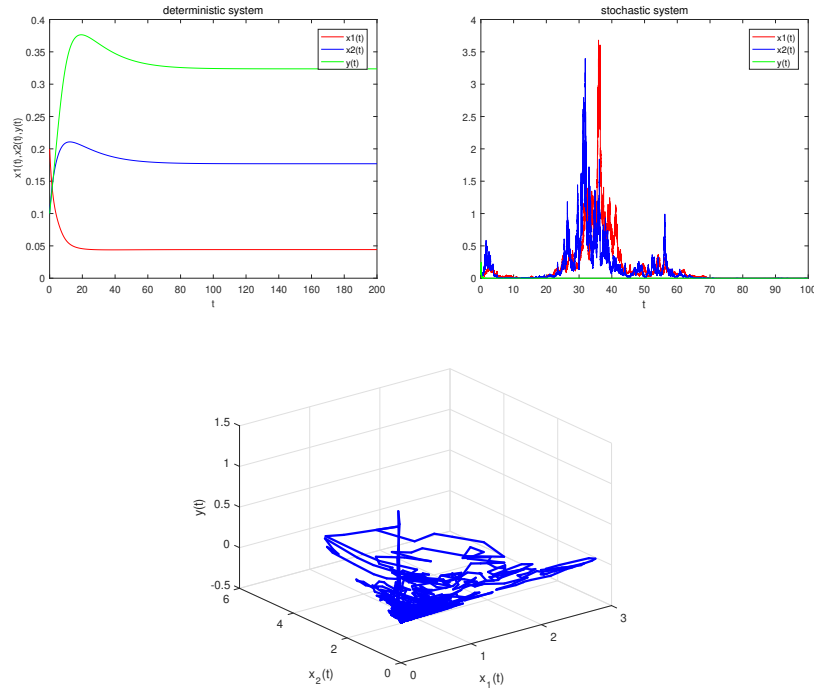 deterministic system
x1(t)
x2(t)
y(t)
0.4
0.35
0.3
0.25
0.2
0.15
0.1
0.05
0
x1(t),x2(t),y(t)
0 20 40 60 80 100 120 140 160 180 200
t
stochastic system
x1(t)
x2(t)
y(t)
4
3.5
3
2.5
2
1.5
1
0.5
0
0 10 20 30 40 50 60 70 80 90 100
t
1.5
1
0.5
0
-0.5
y(t)
6
4
2
0
x_2(t)
0
1
2
3
x_1(t)